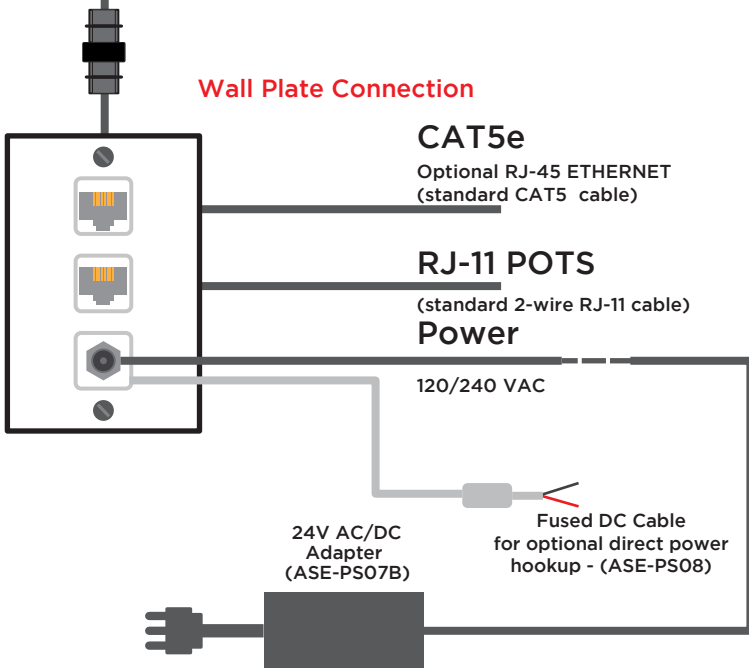 Wall Plate Connection
CAT5e
Optional RJ-45 ETHERNET
(standard CAT5 cable)
RJ-11 POTS
(standard 2-wire RJ-11 cable)
Power
120/240 VAC
Fused DC Cable
for optional direct power
hookup - (ASE-PS08)
24V AC/DC
Adapter
(ASE-PS07B)